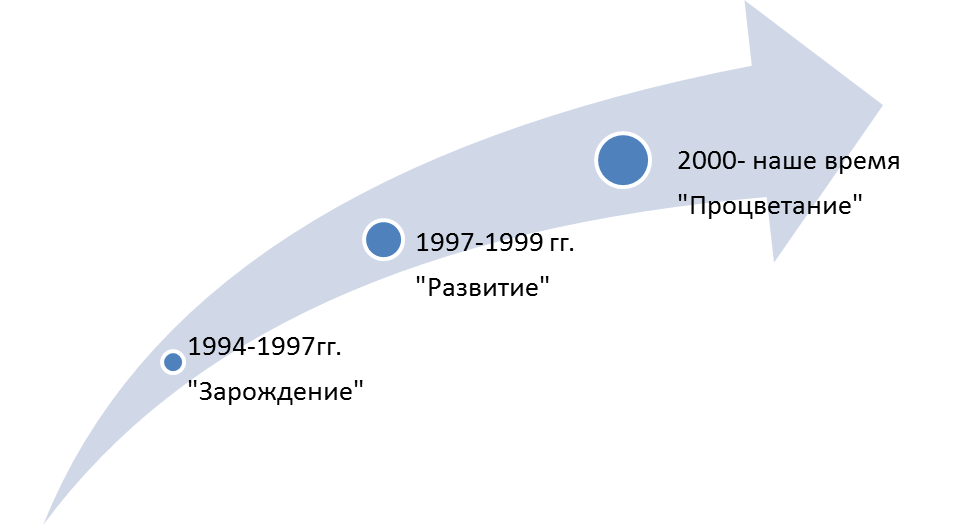 2000- наше время
"Процветание"
1997-1999 гг.
"Развитие"
1994-1997гг.
"Зарождение"